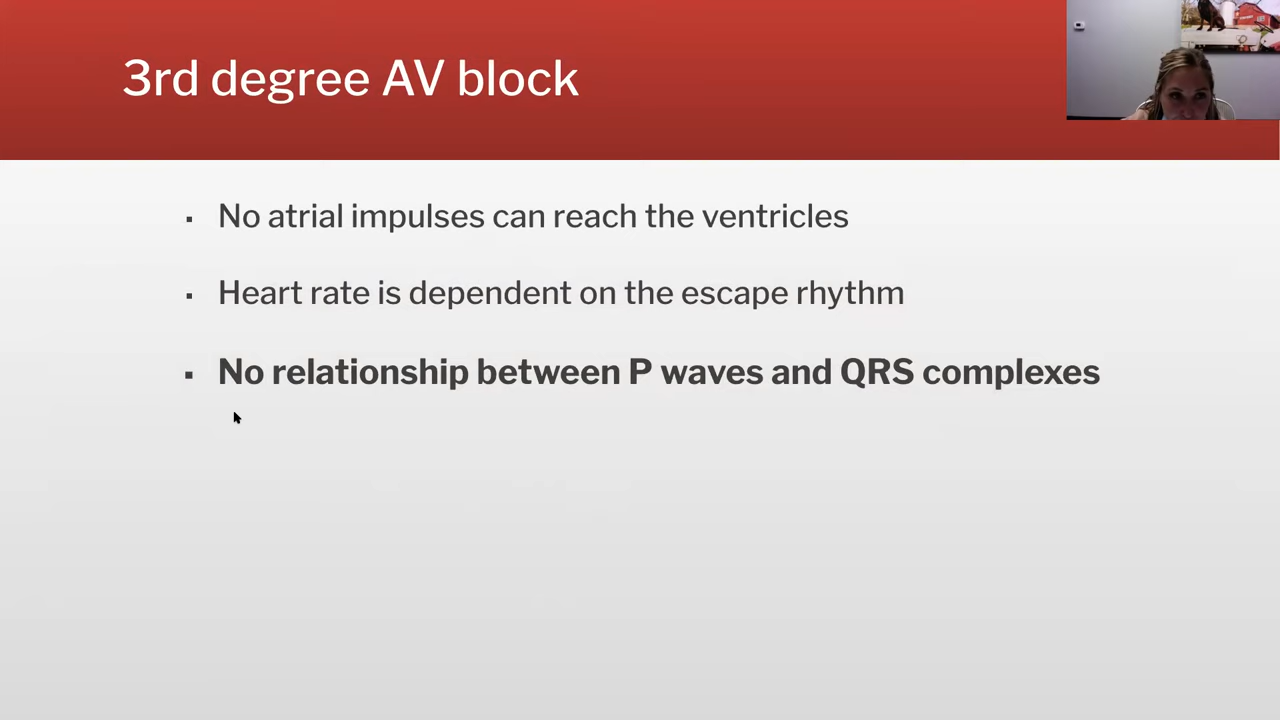 3rd degree AV block
▪ No atrial impulses can reach the ventricles
▪ Heart rate is dependent on the escape rhythm
▪ No relationship between P waves and QRS complexes